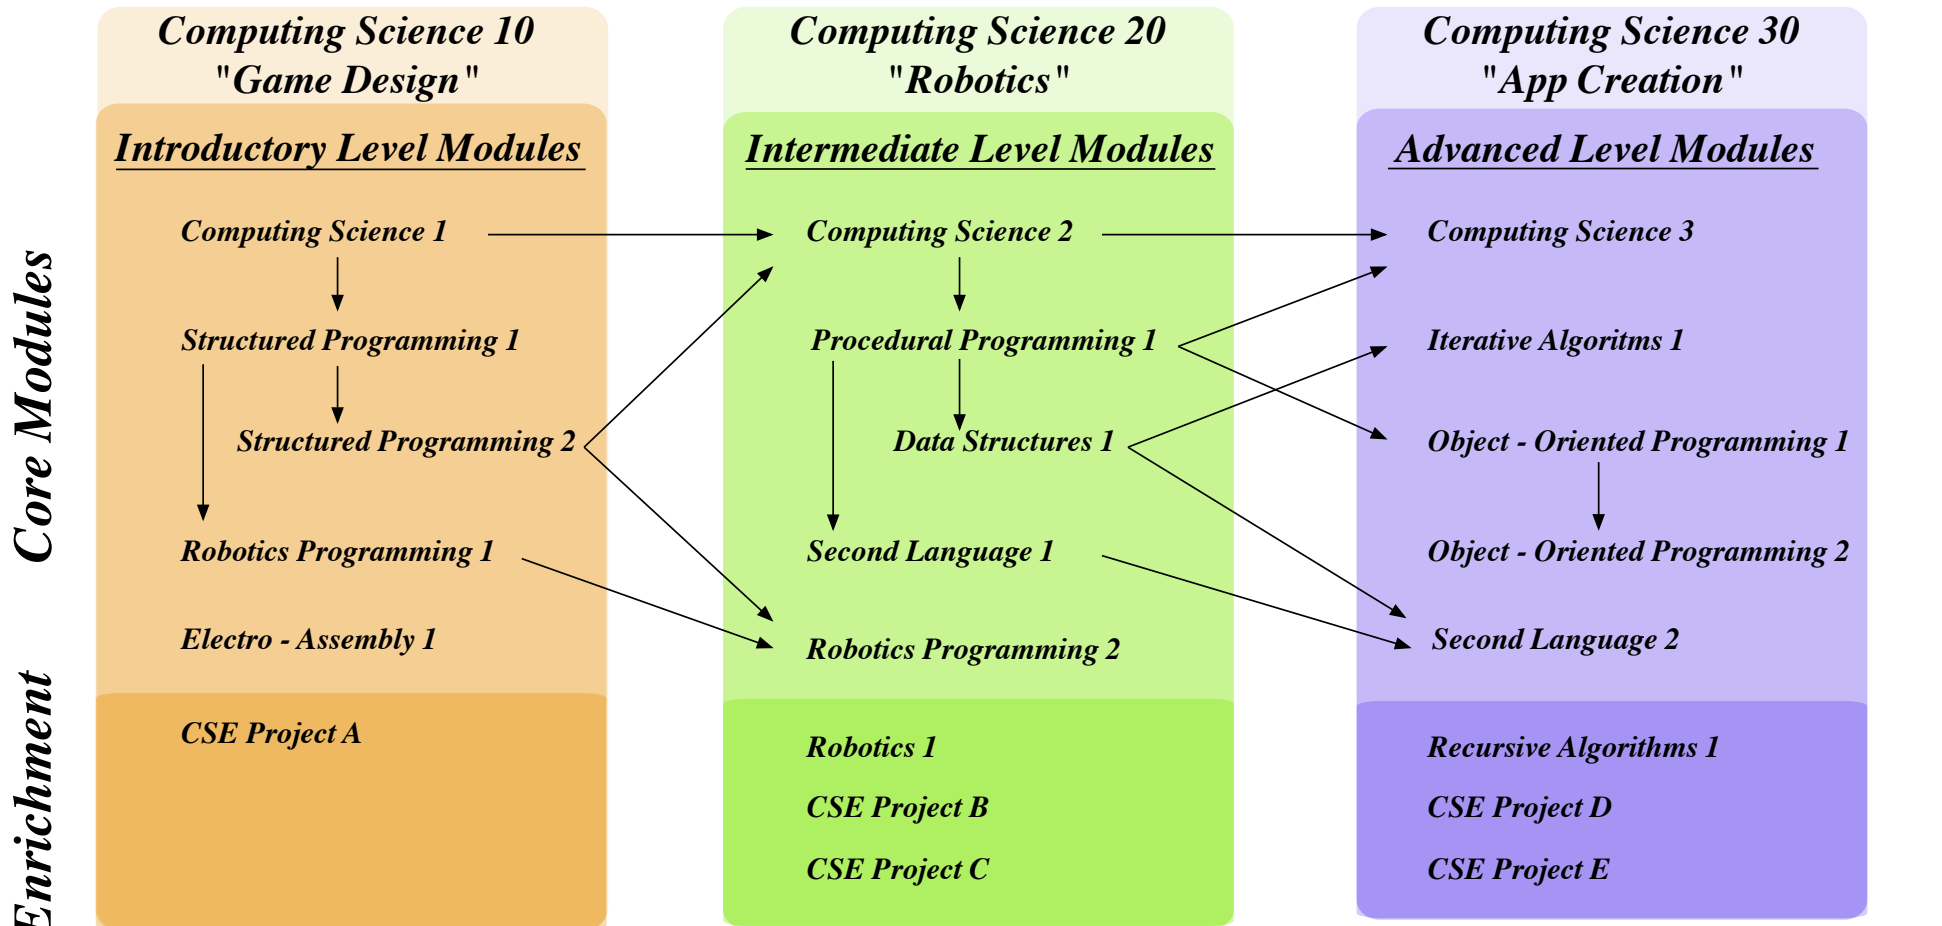 Computing Science 10
"Game Design"
Introductory Level Modules
Computing Science 1
Structured Programming 1
Structured Programming 2
Robotics Programming 1
Electro - Assembly 1
CSE Project A
Computing Science 20
"Robotics"
Intermediate Level Modules
Computing Science 2
Procedural Programming 1
Data Structures 1
Second Language 1
Robotics Programming 2
Robotics 1
CSE Project B
CSE Project C
Computing Science 30
"App Creation"
Advanced Level Modules
Computing Science 3
Iterative Algoritms 1
Object - Oriented Programming 1
Object - Oriented Programming 2
Second Language 2
Recursive Algorithms 1
CSE Project D
CSE Project E
Core Modules
Enrichment